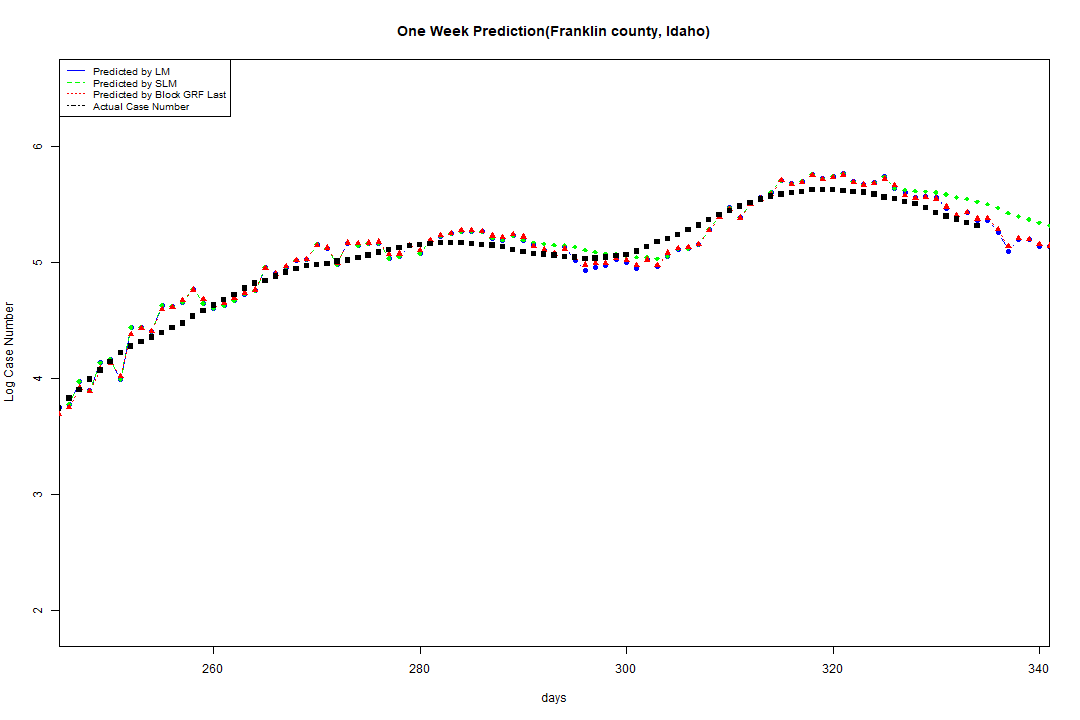 One Week Prediction(Franklin county, Idaho)
Predicted by LM
Predicted by SLM
Predicted by Block GRF Last
Actual Case Number
6
5
4
3
2
Log Case Number
260 280 300 320 340
days